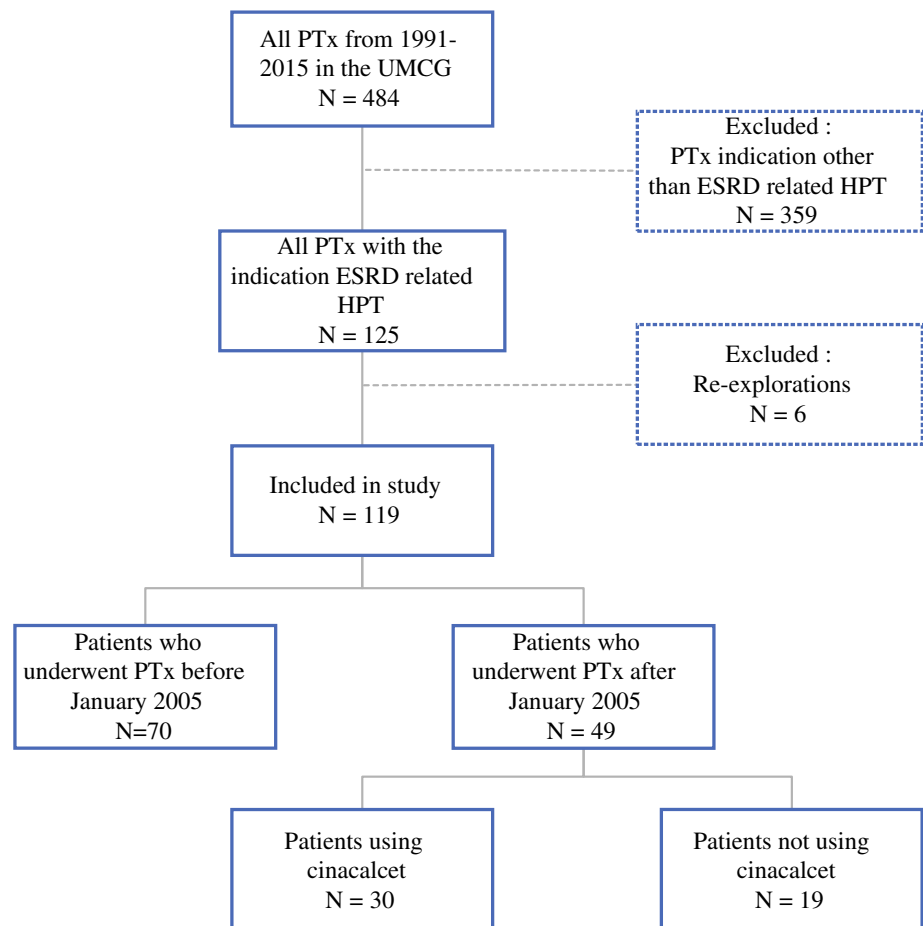 All PTx from 1991-
2015 in the UMCG
N = 484
Excluded :
PTx indication other
than ESRD related HPT
N = 359
All PTx with the
indication ESRD related
HPT
N = 125
Excluded :
Re-explorations
N = 6
Included in study
N = 119
Patients who
underwent PTx before
January 2005
N=70
Patients who
underwent PTx after
January 2005
N = 49
Patients using
cinacalcet
N = 30
Patients not using
cinacalcet
N = 19